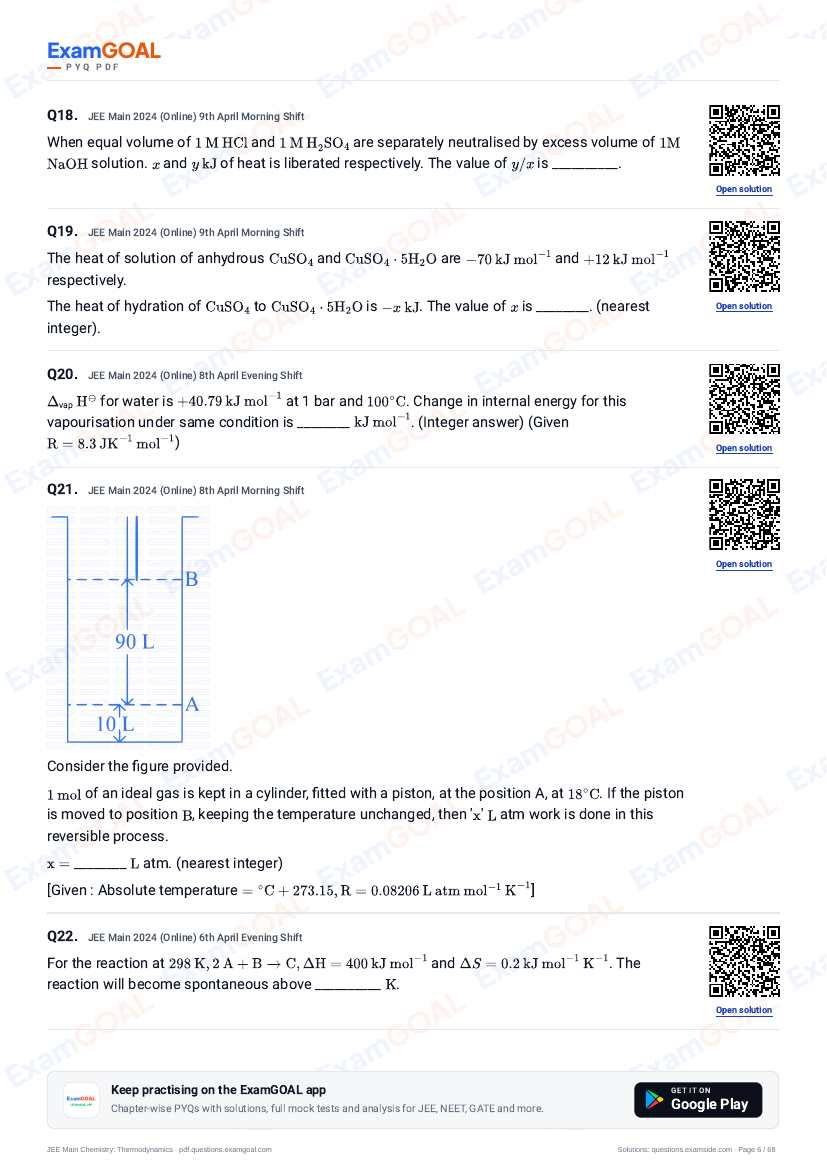 ExamGOAL
PYQ PDF
Q18. JEE Main 2024 (Online) 9th April Morning Shift
When equal volume of 1 M HCl and 1 M H₂SO₄ are separately neutralised by excess volume of 1M
NaOH solution. x and y kJ of heat is liberated respectively. The value of y/x is __________.
Open solution
Q19. JEE Main 2024 (Online) 9th April Morning Shift
The heat of solution of anhydrous CuSO₄ and CuSO₄ · 5H₂O are −70 kJ mol⁻¹ and +12 kJ mol⁻¹
respectively.
The heat of hydration of CuSO₄ to CuSO₄ · 5H₂O is −x kJ. The value of x is ________. (nearest
integer).
Open solution
Q20. JEE Main 2024 (Online) 8th April Evening Shift
Δvap H⊖ for water is +40.79 kJ mol⁻¹ at 1 bar and 100°C. Change in internal energy for this
vapourisation under same condition is ________ kJ mol⁻¹. (Integer answer) (Given
R = 8.3 JK⁻¹ mol⁻¹)
Open solution
Q21. JEE Main 2024 (Online) 8th April Morning Shift
B
90 L
A
10 L
Open solution
Consider the figure provided.
1 mol of an ideal gas is kept in a cylinder, fitted with a piston, at the position A, at 18°C. If the piston
is moved to position B, keeping the temperature unchanged, then 'x' L atm work is done in this
reversible process.
x = ________ L atm. (nearest integer)
[Given : Absolute temperature = °C + 273.15, R = 0.08206 L atm mol⁻¹ K⁻¹]
Q22. JEE Main 2024 (Online) 6th April Evening Shift
For the reaction at 298 K, 2 A + B → C, ΔH = 400 kJ mol⁻¹ and ΔS = 0.2 kJ mol⁻¹ K⁻¹. The
reaction will become spontaneous above __________ K.
Open solution
ExamGOAL
Keep practising on the ExamGOAL app
Chapter-wise PYQs with solutions, full mock tests and analysis for JEE, NEET, GATE and more.
GET IT ON
Google Play
JEE Main Chemistry: Thermodynamics · pdf.questions.examgoal.com
Solutions: questions.examside.com · Page 6 / 68